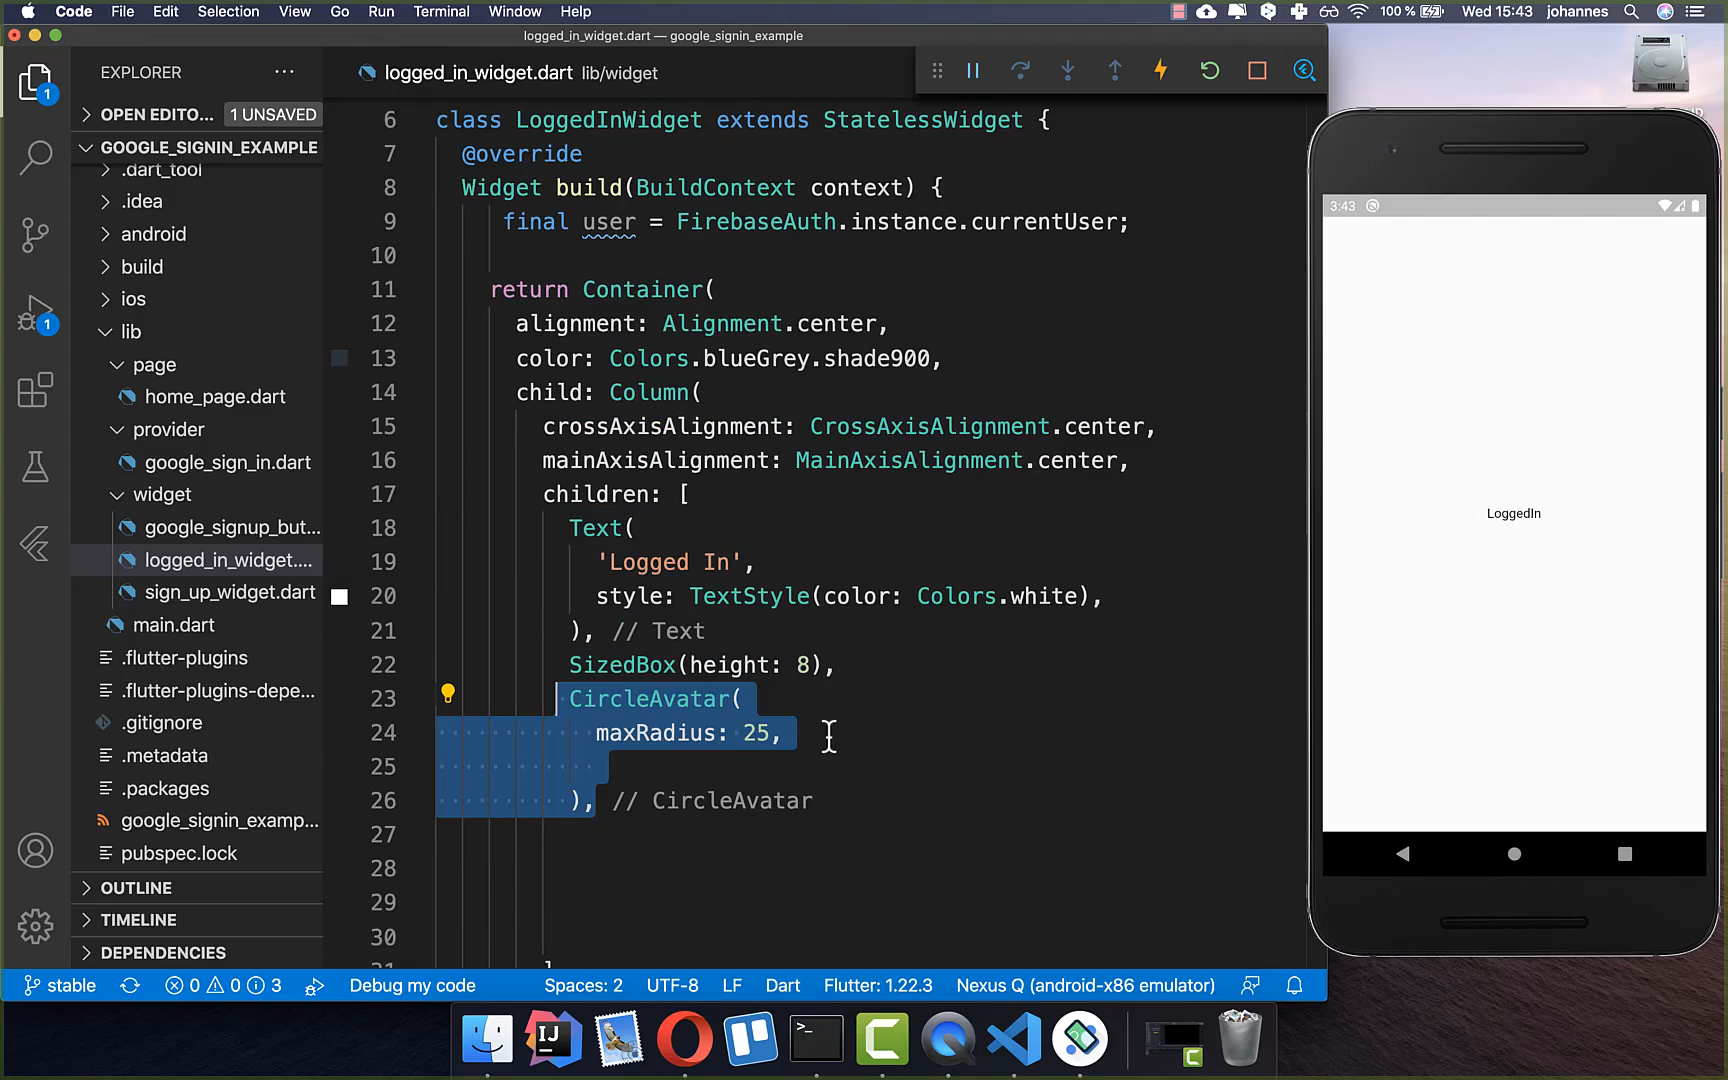 Code File Edit Selection View Go Run Terminal Window Help 100 % Wed 15:43 johannes
logged_in_widget.dart — google_signin_example
EXPLORER
logged_in_widget.dart lib/widget
OPEN EDITO... 1 UNSAVED
GOOGLE_SIGNIN_EXAMPLE
.dart_tool
.idea
android
build
ios
lib
page
home_page.dart
provider
google_sign_in.dart
widget
google_signup_but...
logged_in_widget....
sign_up_widget.dart
main.dart
.flutter-plugins
.flutter-plugins-depe...
.gitignore
.metadata
.packages
google_signin_examp...
pubspec.lock
OUTLINE
TIMELINE
DEPENDENCIES
1
1
6 class LoggedInWidget extends StatelessWidget {
7 @override
8 Widget build(BuildContext context) {
9 final user = FirebaseAuth.instance.currentUser;
10
11 return Container(
12 alignment: Alignment.center,
13 color: Colors.blueGrey.shade900,
14 child: Column(
15 crossAxisAlignment: CrossAxisAlignment.center,
16 mainAxisAlignment: MainAxisAlignment.center,
17 children: [
18 Text(
19 'Logged In',
20 style: TextStyle(color: Colors.white),
21 ), // Text
22 SizedBox(height: 8),
23 CircleAvatar(
24 maxRadius: 25,
25
26 ), // CircleAvatar
27
28
29
30
3:43
LoggedIn
stable 0 0 3 Debug my code Spaces: 2 UTF-8 LF Dart Flutter: 1.22.3 Nexus Q (android-x86 emulator)
IJ
>_
C
C